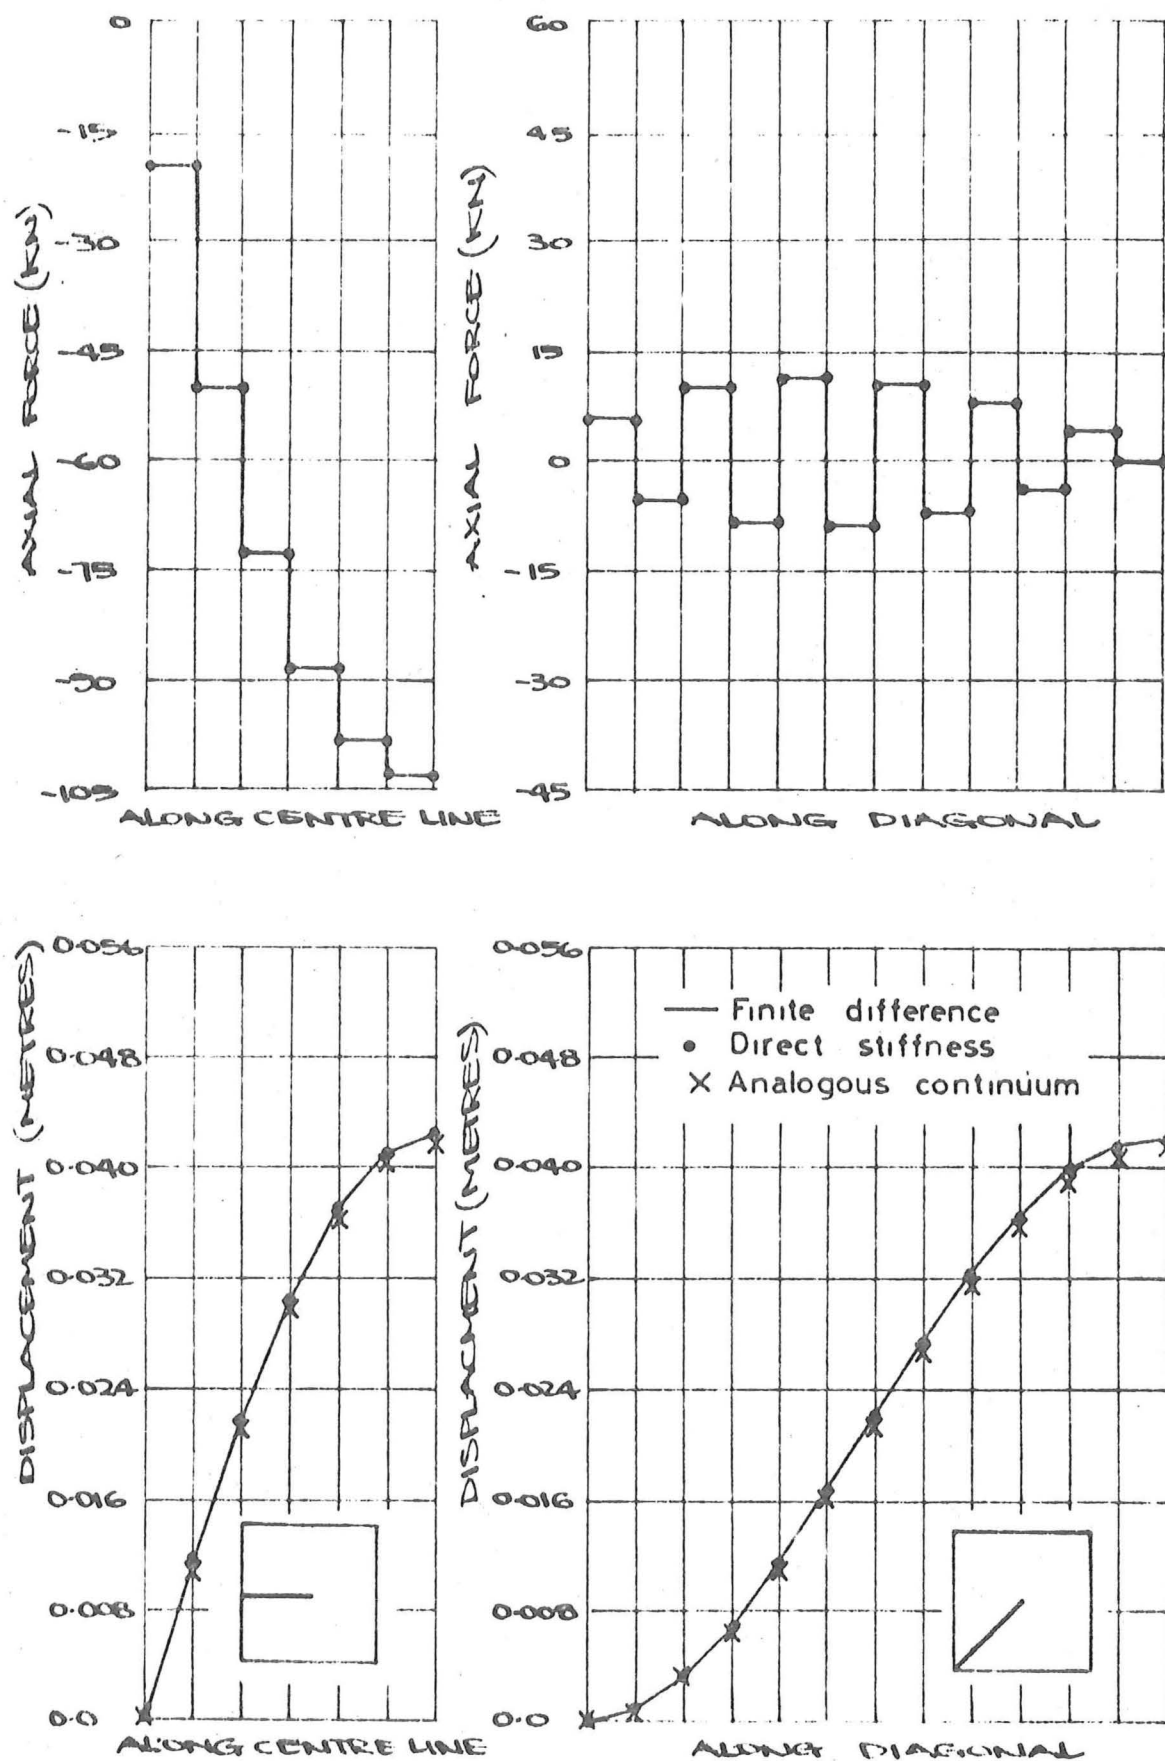 AXIAL FORCE (KN)
0
-15
-30
-45
-60
-75
-90
-105
ALONG CENTRE LINE
AXIAL FORCE (KN)
60
45
30
15
0
-15
-30
-45
ALONG DIAGONAL
DISPLACEMENT (METRES)
0.056
0.048
0.040
0.032
0.024
0.016
0.008
0.0
ALONG CENTRE LINE
DISPLACMENT (METRES)
0.056
0.048
0.040
0.032
0.024
0.016
0.008
0.0
Finite difference
Direct stiffness
Analogous continuum
ALONG DIAGONAL